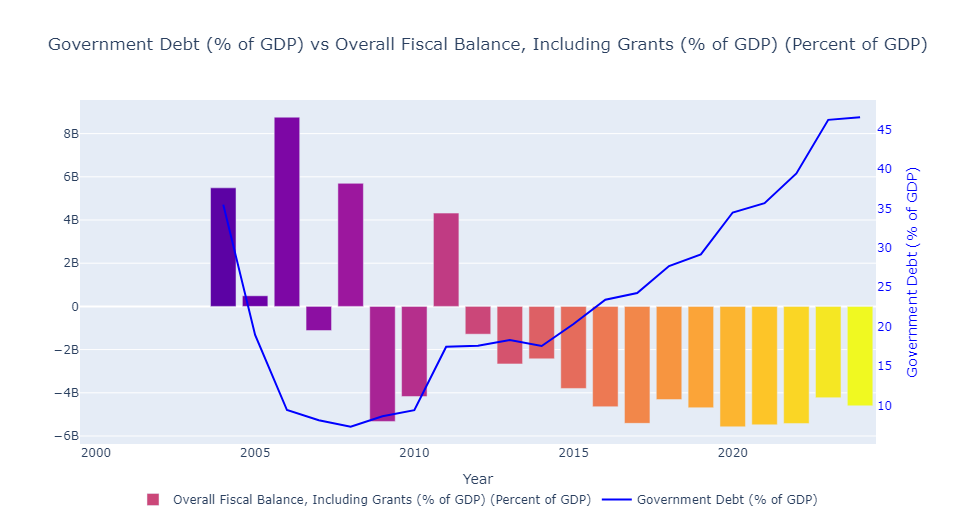 Government Debt (% of GDP) vs Overall Fiscal Balance, Including Grants (% of GDP) (Percent of GDP)
8B
6B
4B
2B
0
−2B
−4B
−6B
45
40
35
30
25
20
15
10
Government Debt (% of GDP)
2000 2005 2010 2015 2020
Year
Overall Fiscal Balance, Including Grants (% of GDP) (Percent of GDP) Government Debt (% of GDP)